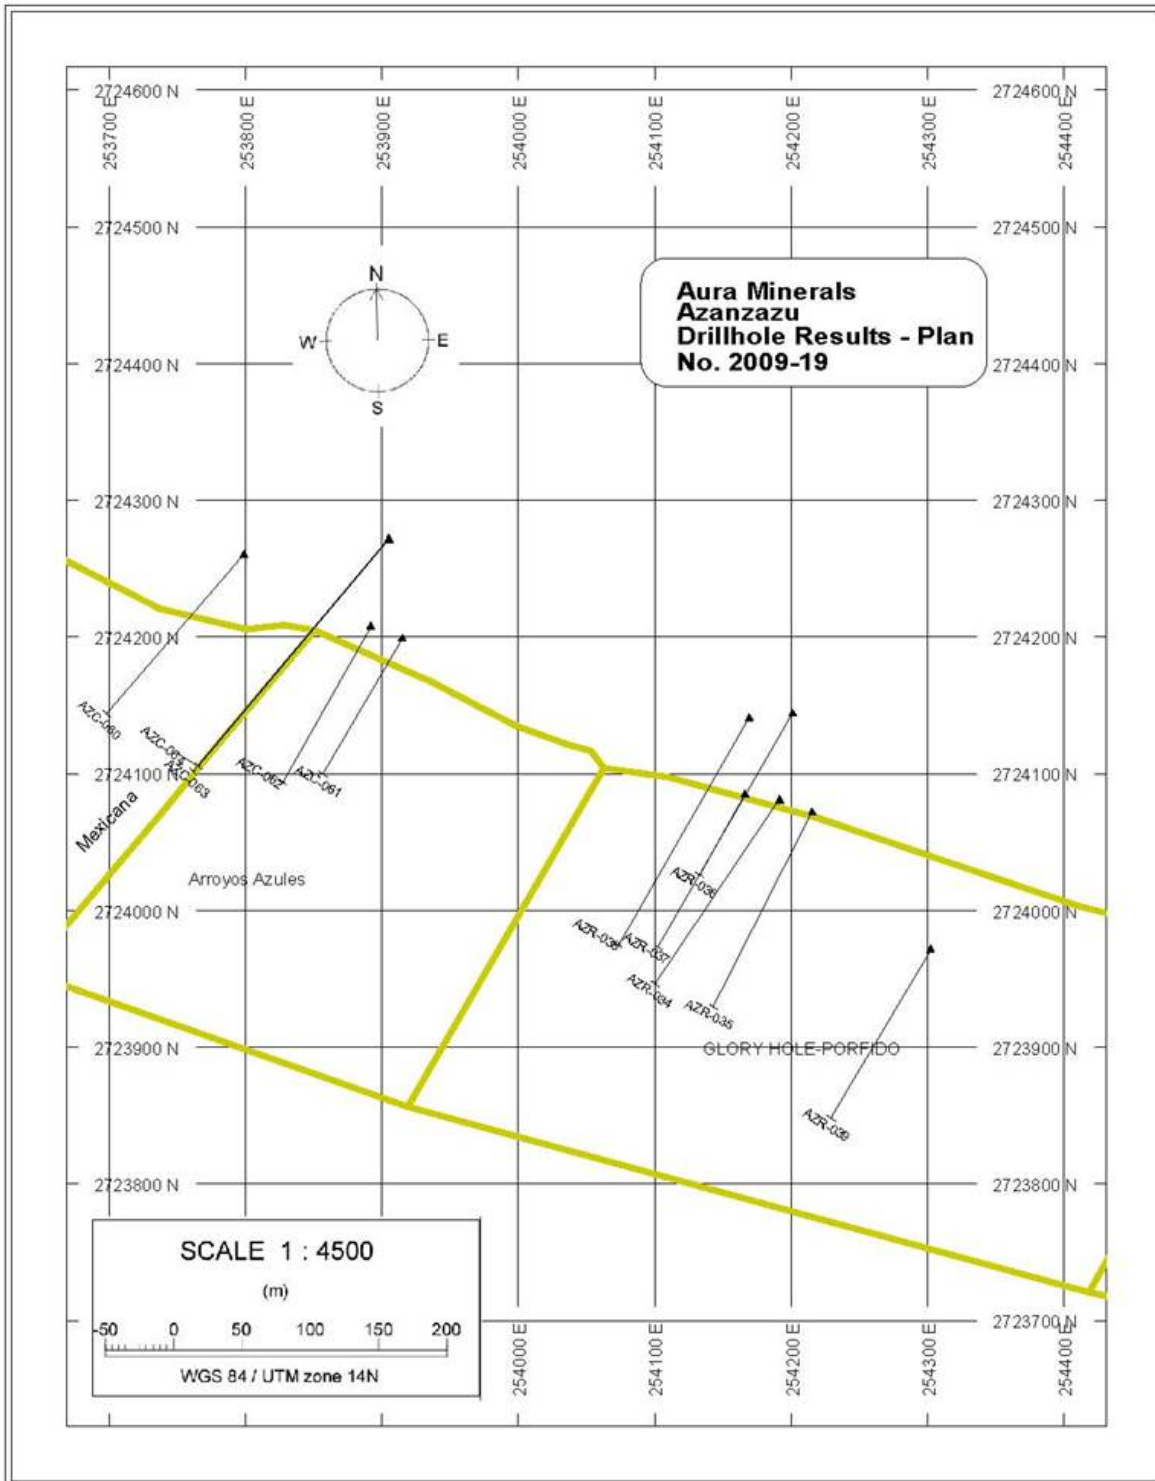 2724600 N
2724600 N
253700 E
253800 E
253900 E
254000 E
254100 E
254200 E
254300 E
254400 E
2724500 N
2724500 N
N
W
E
S
Aura Minerals
Azanzazu
Drillhole Results - Plan
No. 2009-19
2724400 N
2724400 N
2724300 N
2724300 N
2724200 N
2724200 N
AZC-060
AZC-064
AZC-063
AZC-062
AZC-061
2724100 N
2724100 N
Mexicana
Arroyos Azules
AZR-036
2724000 N
2724000 N
AZR-038
AZR-037
AZR-034
AZR-035
2723900 N
GLORY HOLE-PORFIDO
2723900 N
AZR-039
2723800 N
2723800 N
SCALE 1 : 4500
(m)
-50 0 50 100 150 200
WGS 84 / UTM zone 14N
2723700 N
254000 E
254100 E
254200 E
254300 E
254400 E